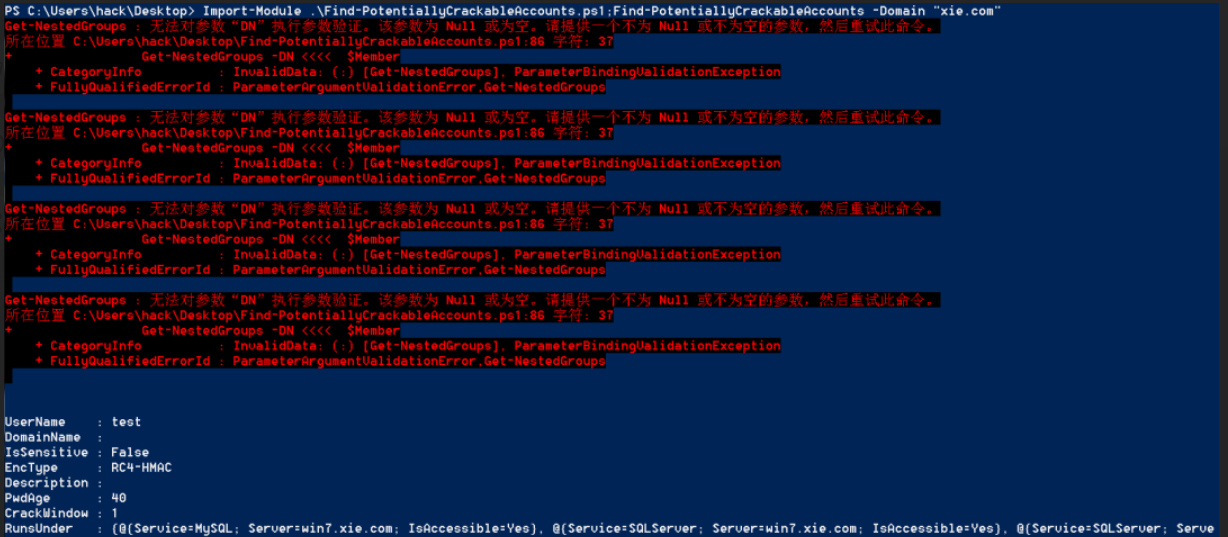 PS C:\Users\hack\Desktop> Import-Module .\Find-PotentiallyCrackableAccounts.ps1;Find-PotentiallyCrackableAccounts -Domain "xie.com"
Get-NestedGroups : 无法对参数“DN”执行参数验证。该参数为 Null 或为空。请提供一个不为 Null 或不为空的参数，然后重试此命令。
所在位置 C:\Users\hack\Desktop\Find-PotentiallyCrackableAccounts.ps1:86 字符: 37
+                 Get-NestedGroups -DN <<<<  $Member
    + CategoryInfo          : InvalidData: (:) [Get-NestedGroups], ParameterBindingValidationException
    + FullyQualifiedErrorId : ParameterArgumentValidationError,Get-NestedGroups
Get-NestedGroups : 无法对参数“DN”执行参数验证。该参数为 Null 或为空。请提供一个不为 Null 或不为空的参数，然后重试此命令。
所在位置 C:\Users\hack\Desktop\Find-PotentiallyCrackableAccounts.ps1:86 字符: 37
+                 Get-NestedGroups -DN <<<<  $Member
    + CategoryInfo          : InvalidData: (:) [Get-NestedGroups], ParameterBindingValidationException
    + FullyQualifiedErrorId : ParameterArgumentValidationError,Get-NestedGroups
Get-NestedGroups : 无法对参数“DN”执行参数验证。该参数为 Null 或为空。请提供一个不为 Null 或不为空的参数，然后重试此命令。
所在位置 C:\Users\hack\Desktop\Find-PotentiallyCrackableAccounts.ps1:86 字符: 37
+                 Get-NestedGroups -DN <<<<  $Member
    + CategoryInfo          : InvalidData: (:) [Get-NestedGroups], ParameterBindingValidationException
    + FullyQualifiedErrorId : ParameterArgumentValidationError,Get-NestedGroups
Get-NestedGroups : 无法对参数“DN”执行参数验证。该参数为 Null 或为空。请提供一个不为 Null 或不为空的参数，然后重试此命令。
所在位置 C:\Users\hack\Desktop\Find-PotentiallyCrackableAccounts.ps1:86 字符: 37
+                 Get-NestedGroups -DN <<<<  $Member
    + CategoryInfo          : InvalidData: (:) [Get-NestedGroups], ParameterBindingValidationException
    + FullyQualifiedErrorId : ParameterArgumentValidationError,Get-NestedGroups
UserName    : test
DomainName  :
IsSensitive : False
EncType     : RC4-HMAC
Description :
PwdAge      : 40
CrackWindow : 1
RunsUnder   : {@{Service=MySQL; Server=win7.xie.com; IsAccessible=Yes}, @{Service=SQLServer; Server=win7.xie.com; IsAccessible=Yes}, @{Service=SQLServer; Serve